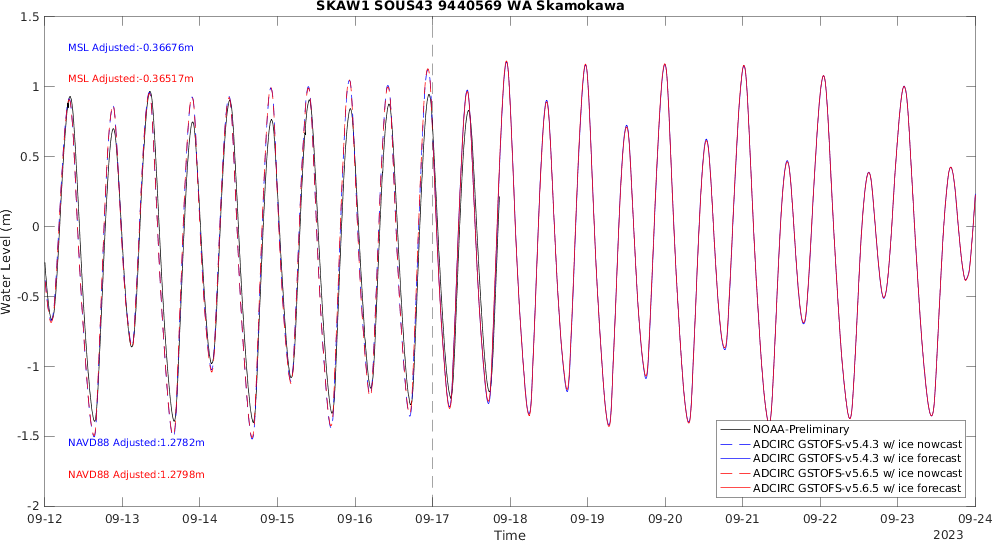 SKAW1 SOUS43 9440569 WA Skamokawa
1.5
1
0.5
0
-0.5
-1
-1.5
-2
Water Level (m)
MSL Adjusted:-0.36676m
MSL Adjusted:-0.36517m
NAVD88 Adjusted:1.2782m
NAVD88 Adjusted:1.2798m
NOAA-Preliminary
ADCIRC GSTOFS-v5.4.3 w/ ice nowcast
ADCIRC GSTOFS-v5.4.3 w/ ice forecast
ADCIRC GSTOFS-v5.6.5 w/ ice nowcast
ADCIRC GSTOFS-v5.6.5 w/ ice forecast
09-12 09-13 09-14 09-15 09-16 09-17 09-18 09-19 09-20 09-21 09-22 09-23 09-24
Time
2023